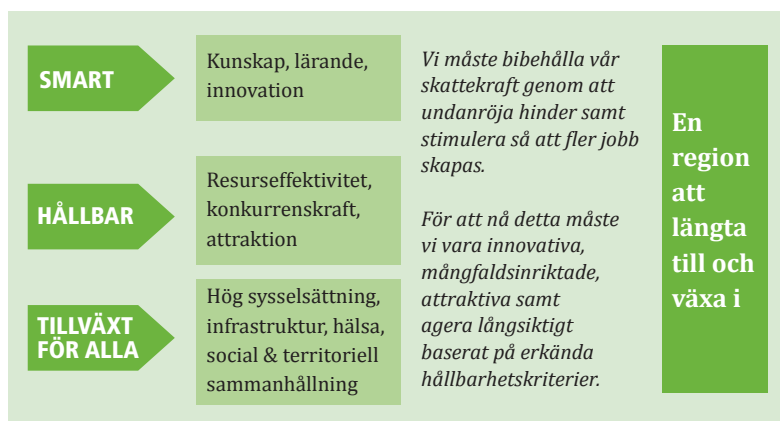 SMART
Kunskap, lärande,
innovation
HÅLLBAR
Resurseffektivitet,
konkurrenskraft,
attraktion
TILLVÄXT
FÖR ALLA
Hög sysselsättning,
infrastruktur, hälsa,
social & territoriell
sammanhållning
Vi måste bibehålla vår
skattekraft genom att
undanröja hinder samt
stimulera så att fler jobb
skapas.
För att nå detta måste
vi vara innovativa,
mångfaldsinriktade,
attraktiva samt
agera långsiktigt
baserat på erkända
hållbarhetskriterier.
En
region
att
längta
till och
växa i